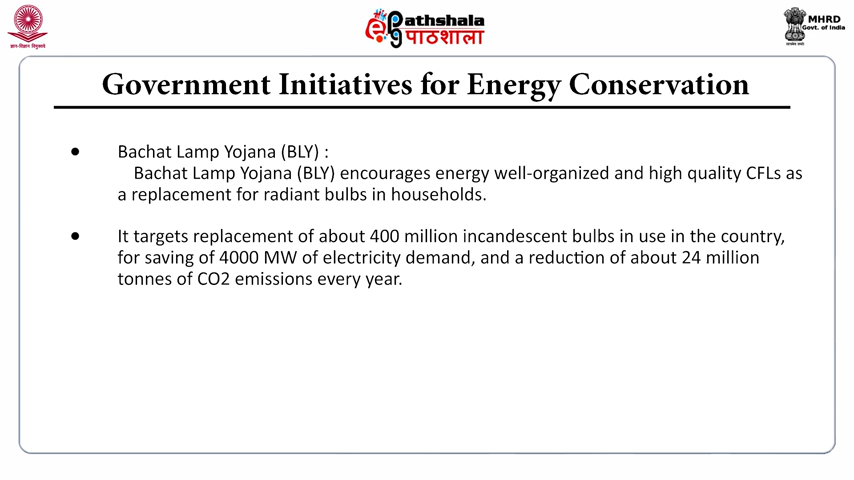 ज्ञान-विज्ञान विमुक्तये
ePathshala
पाठशाला
MHRD
Govt. of India
Government Initiatives for Energy Conservation
● Bachat Lamp Yojana (BLY) :
Bachat Lamp Yojana (BLY) encourages energy well-organized and high quality CFLs as
a replacement for radiant bulbs in households.
● It targets replacement of about 400 million incandescent bulbs in use in the country,
for saving of 4000 MW of electricity demand, and a reduction of about 24 million
tonnes of CO2 emissions every year.